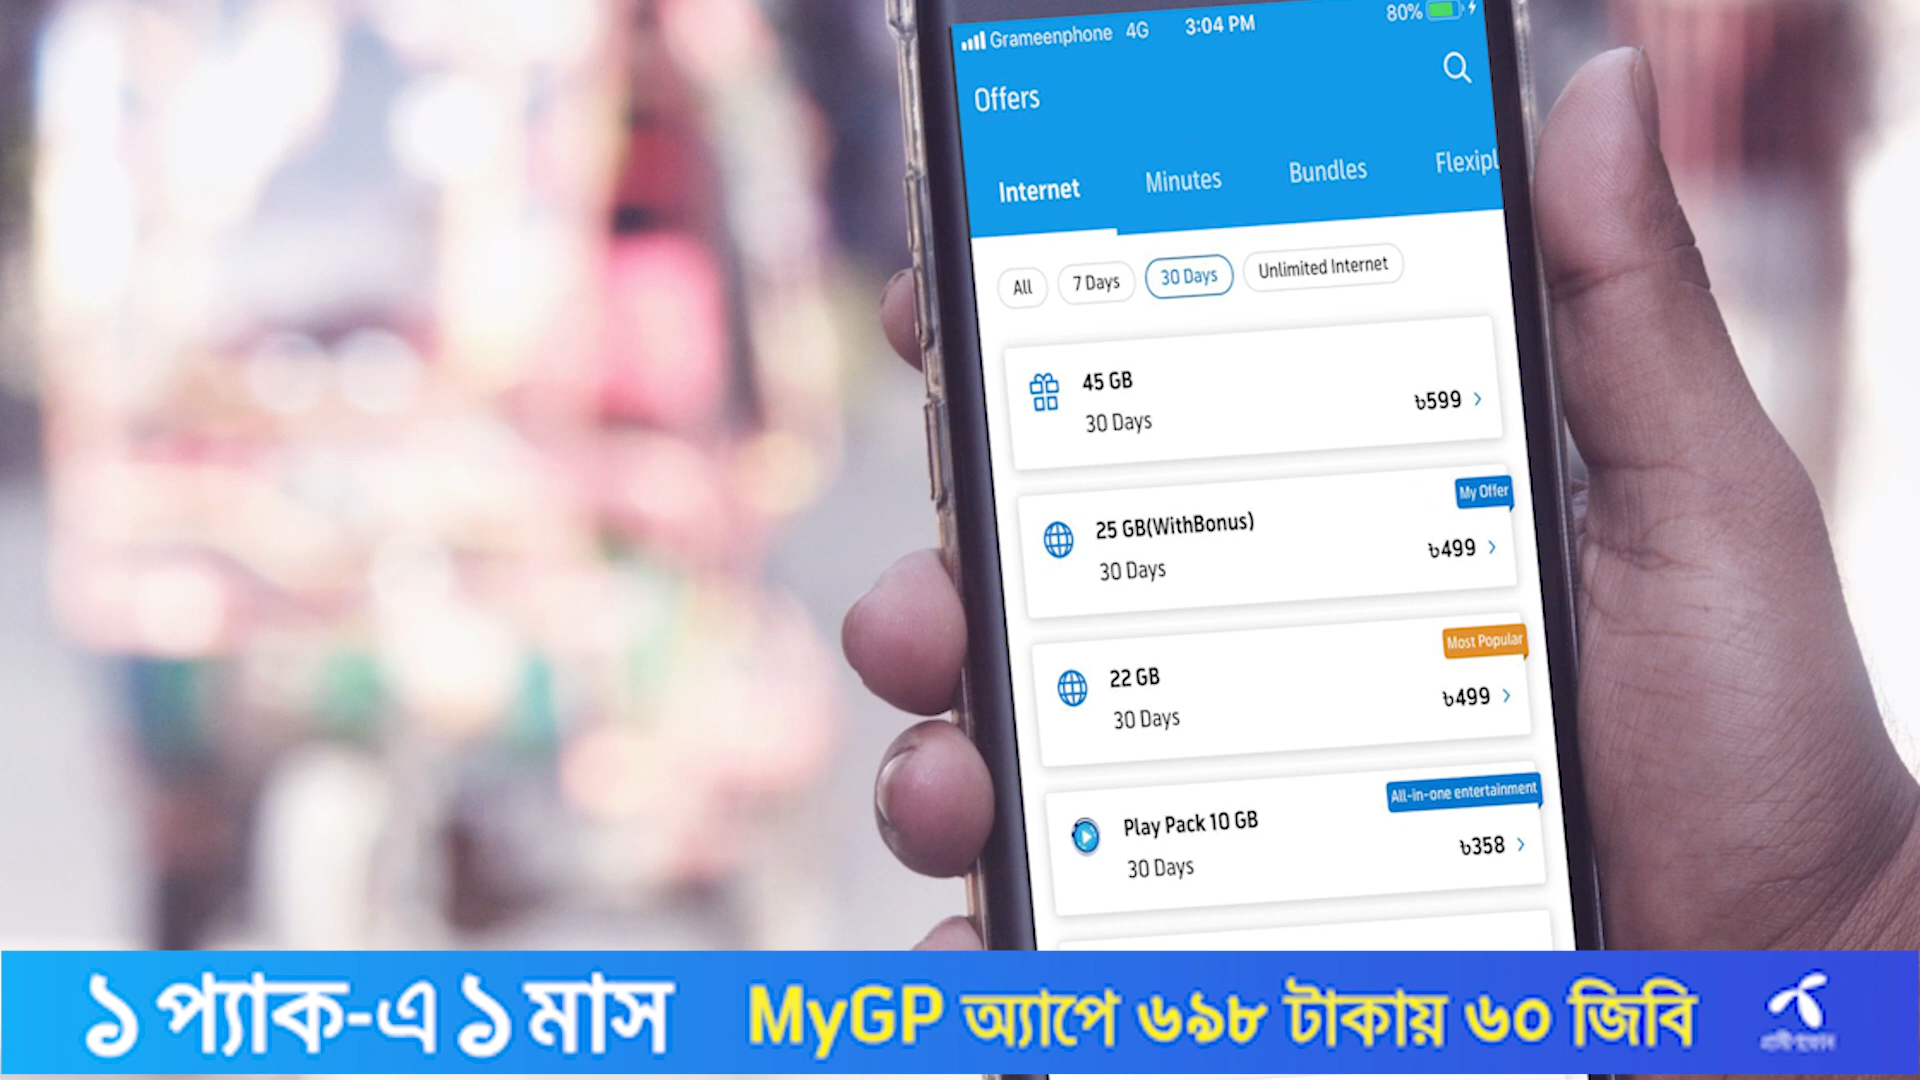 Grameenphone 4G 3:04 PM 80%
Offers
Internet Minutes Bundles Flexipl
All 7 Days 30 Days Unlimited Internet
45 GB
30 Days
৳599
My Offer
25 GB(WithBonus)
30 Days
৳499
Most Popular
22 GB
30 Days
৳499
All-in-one entertainment
Play Pack 10 GB
30 Days
৳358
১ প্যাক-এ ১ মাস MyGP অ্যাপে ৬৯৮ টাকায় ৬০ জিবি
গ্রামীণফোন